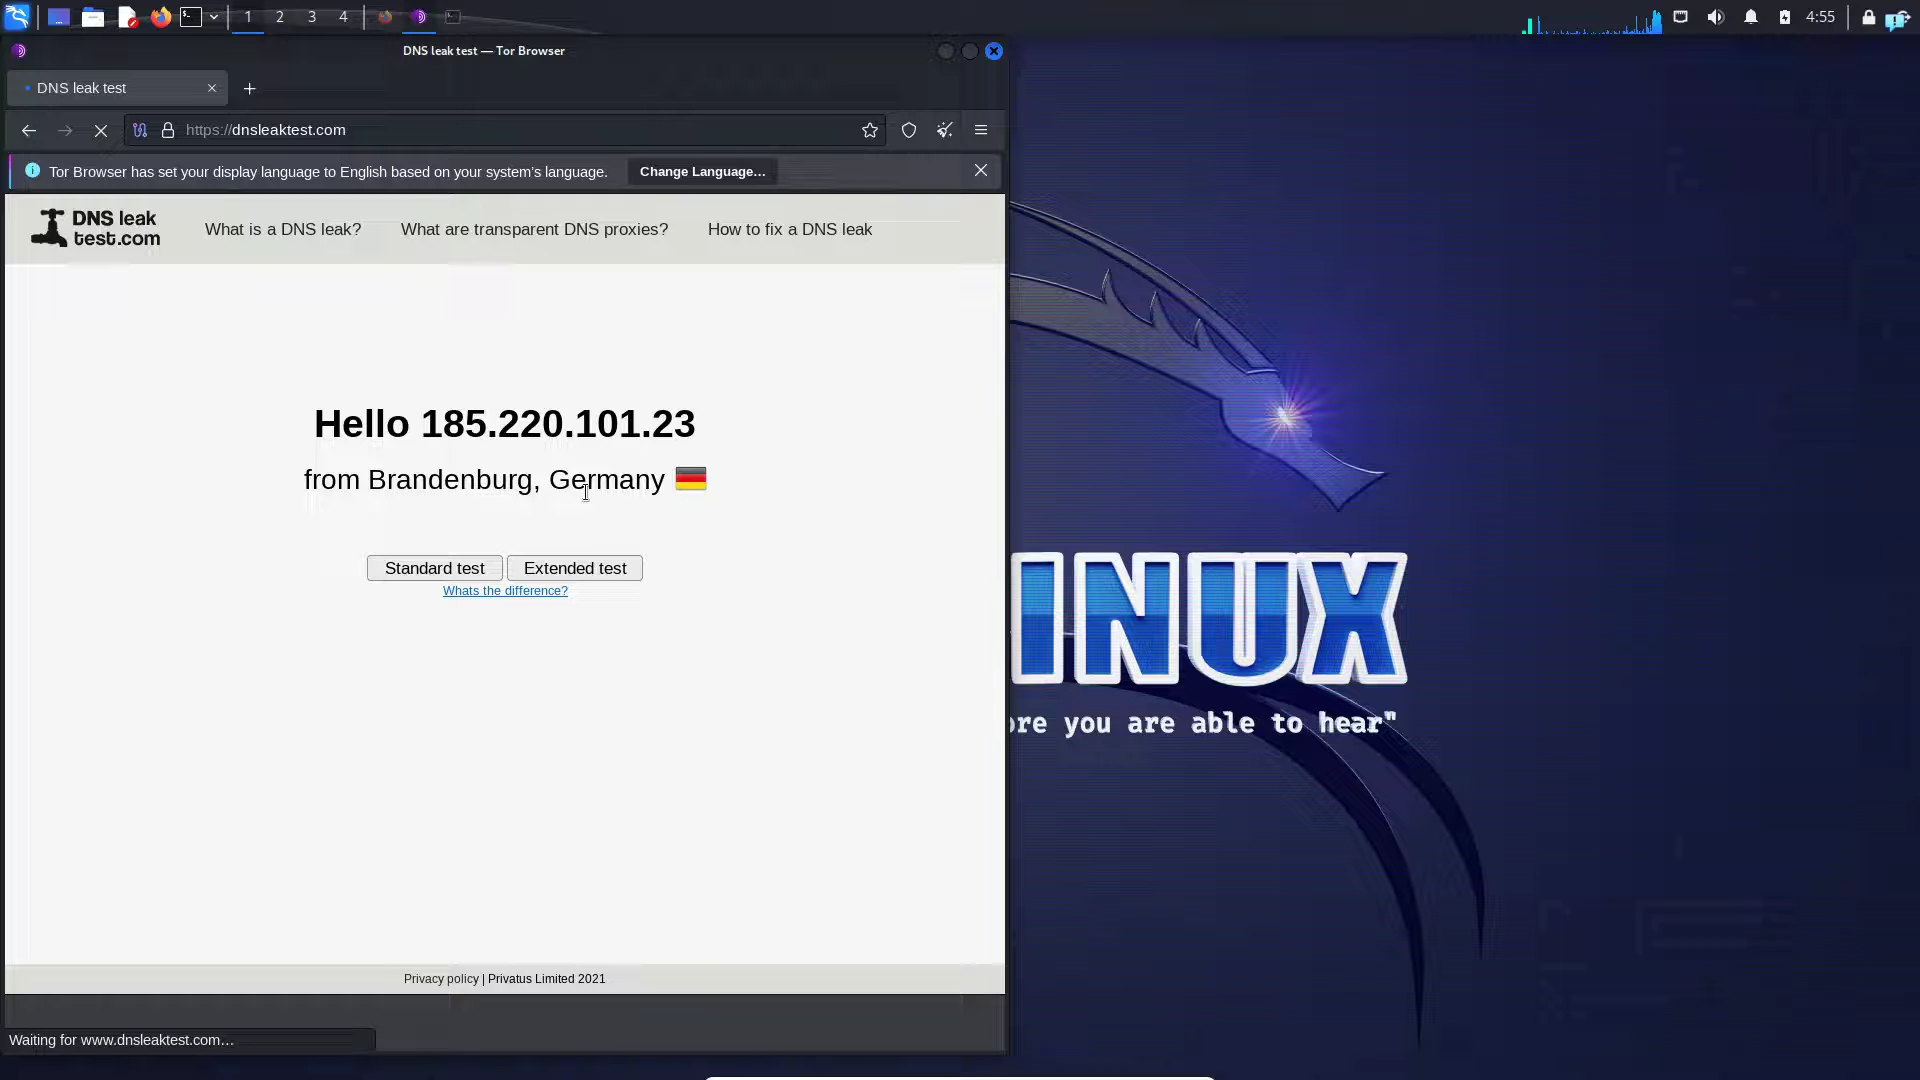 1 2 3 4
4:55
DNS leak test — Tor Browser
DNS leak test
https://dnsleaktest.com
Tor Browser has set your display language to English based on your system's language.
Change Language...
DNS leak
test.com
What is a DNS leak?
What are transparent DNS proxies?
How to fix a DNS leak
Hello 185.220.101.23
from Brandenburg, Germany
Standard test
Extended test
Whats the difference?
INUX
ore you are able to hear"
Privacy policy | Privatus Limited 2021
Waiting for www.dnsleaktest.com…